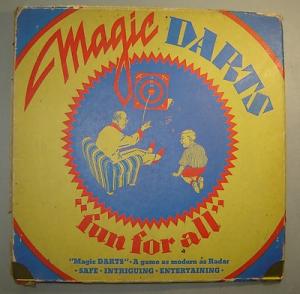 Magic
DARTS
"fun for all"
"Magic DARTS" - A game as modern as Radar
- SAFE - INTRIGUING - ENTERTAINING -